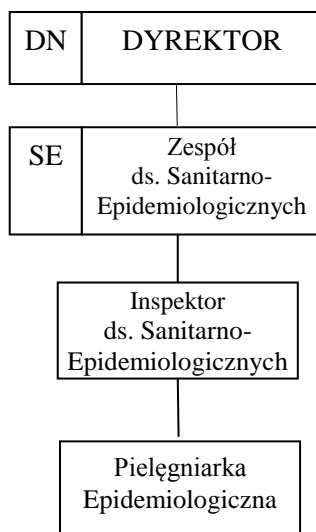 DN DYREKTOR
SE Zespół
ds. Sanitarno-
Epidemiologicznych
Inspektor
ds. Sanitarno-
Epidemiologicznych
Pielęgniarka
Epidemiologiczna